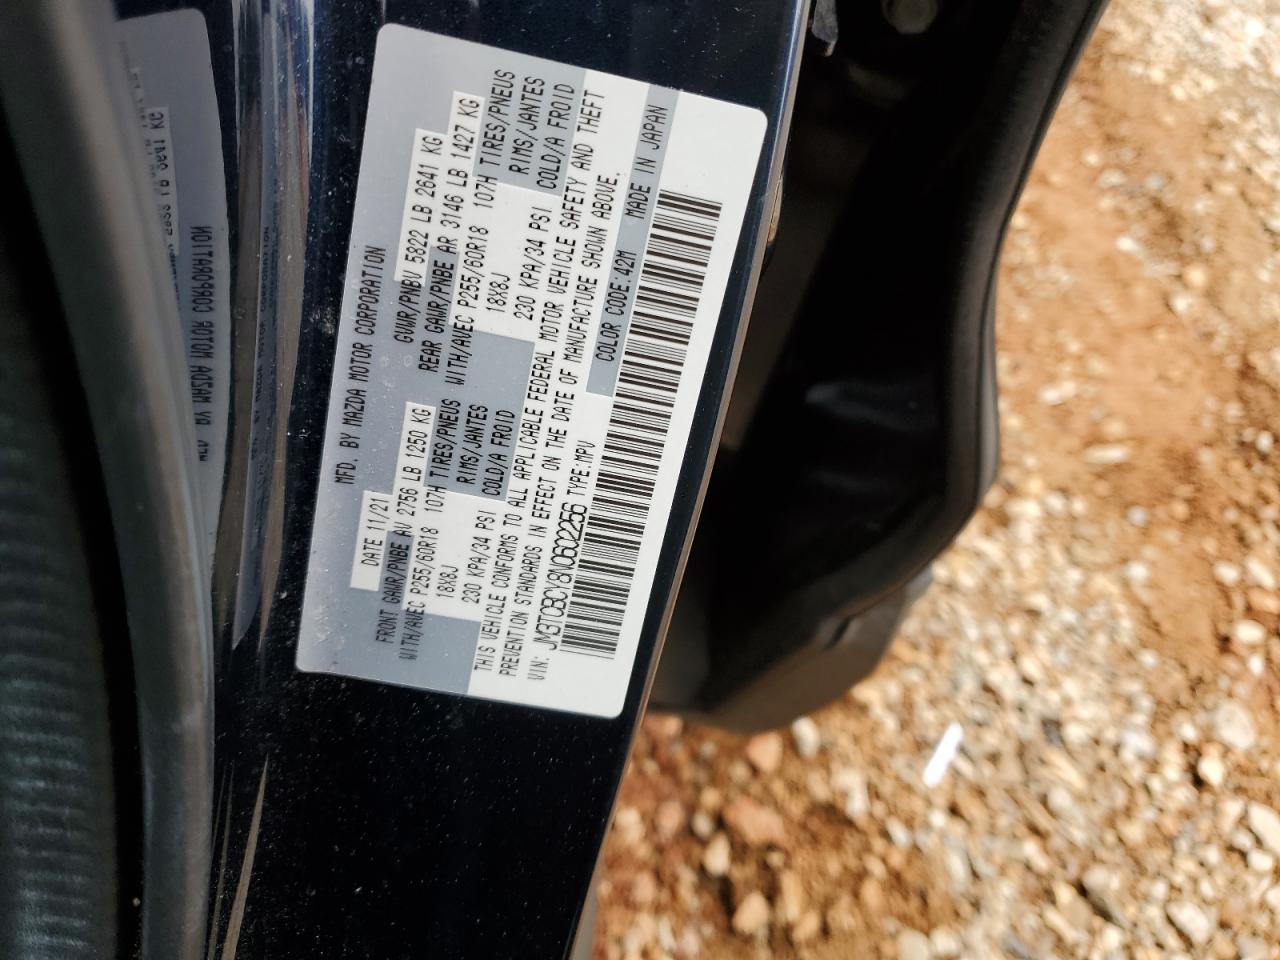 MFD. BY MAZDA MOTOR CORPORATION
DATE 11/21 GVWR/PNBV 5822 LB 2641 KG
FRONT GAWR/PNBE AV 2756 LB 1250 KG REAR GAWR/PNBE AR 3146 LB 1427 KG
WITH/AVEC P255/60R18 107H TIRES/PNEUS WITH/AVEC P255/60R18 107H TIRES/PNEUS
18X8J RIMS/JANTES 18X8J RIMS/JANTES
230 KPA/34 PSI COLD/A FROID 230 KPA/34 PSI COLD/A FROID
THIS VEHICLE CONFORMS TO ALL APPLICABLE FEDERAL MOTOR VEHICLE SAFETY AND THEFT
PREVENTION STANDARDS IN EFFECT ON THE DATE OF MANUFACTURE SHOWN ABOVE.
VIN: JM3TCBCY8N0602256 TYPE:MPV COLOR CODE:42M MADE IN JAPAN